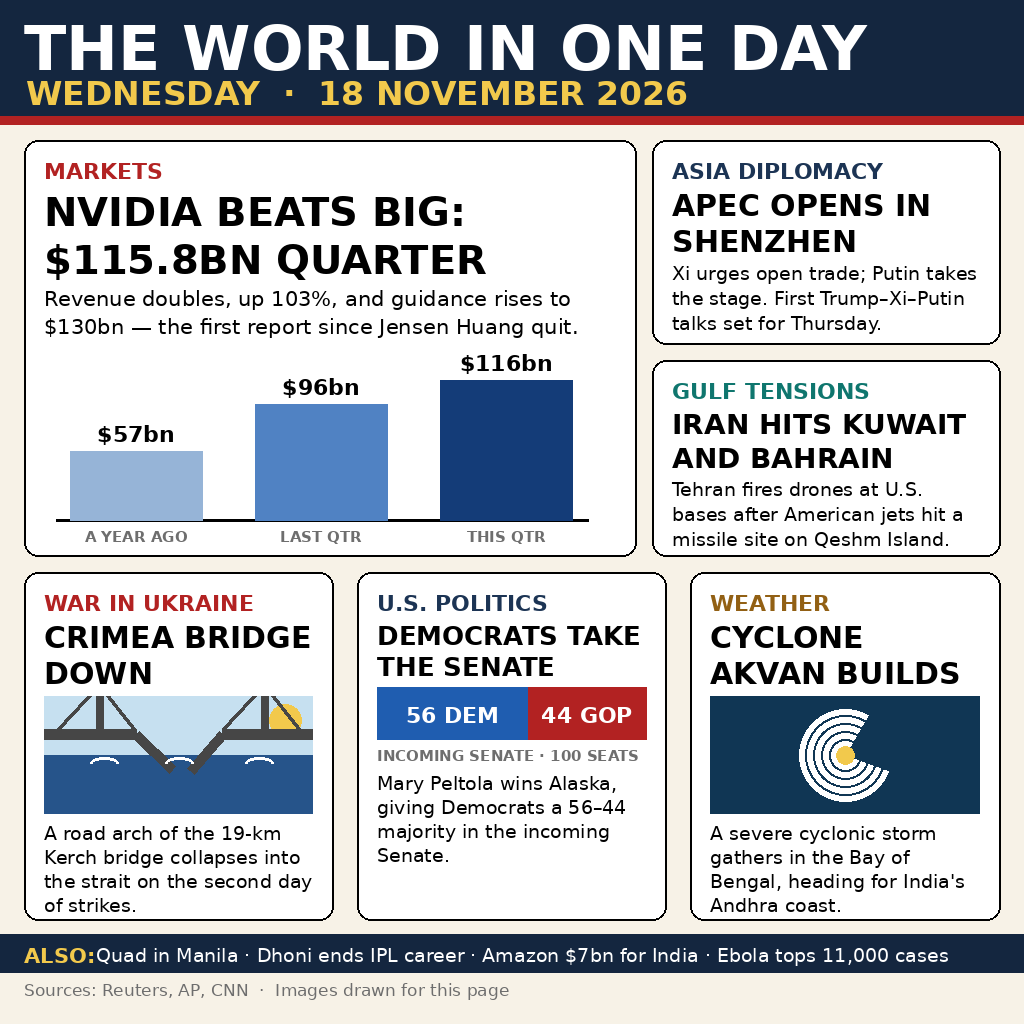 THE WORLD IN ONE DAY
WEDNESDAY · 18 NOVEMBER 2026
MARKETS
NVIDIA BEATS BIG:
$115.8BN QUARTER
Revenue doubles, up 103%, and guidance rises to
$130bn — the first report since Jensen Huang quit.
$57bn
$96bn
$116bn
A YEAR AGO
LAST QTR
THIS QTR
ASIA DIPLOMACY
APEC OPENS IN
SHENZHEN
Xi urges open trade; Putin takes
the stage. First Trump–Xi–Putin
talks set for Thursday.
GULF TENSIONS
IRAN HITS KUWAIT
AND BAHRAIN
Tehran fires drones at U.S.
bases after American jets hit a
missile site on Qeshm Island.
WAR IN UKRAINE
CRIMEA BRIDGE
DOWN
A road arch of the 19-km
Kerch bridge collapses into
the strait on the second day
of strikes.
U.S. POLITICS
DEMOCRATS TAKE
THE SENATE
56 DEM
44 GOP
INCOMING SENATE · 100 SEATS
Mary Peltola wins Alaska,
giving Democrats a 56–44
majority in the incoming
Senate.
WEATHER
CYCLONE
AKVAN BUILDS
A severe cyclonic storm
gathers in the Bay of
Bengal, heading for India's
Andhra coast.
ALSO:Quad in Manila · Dhoni ends IPL career · Amazon $7bn for India · Ebola tops 11,000 cases
Sources: Reuters, AP, CNN · Images drawn for this page